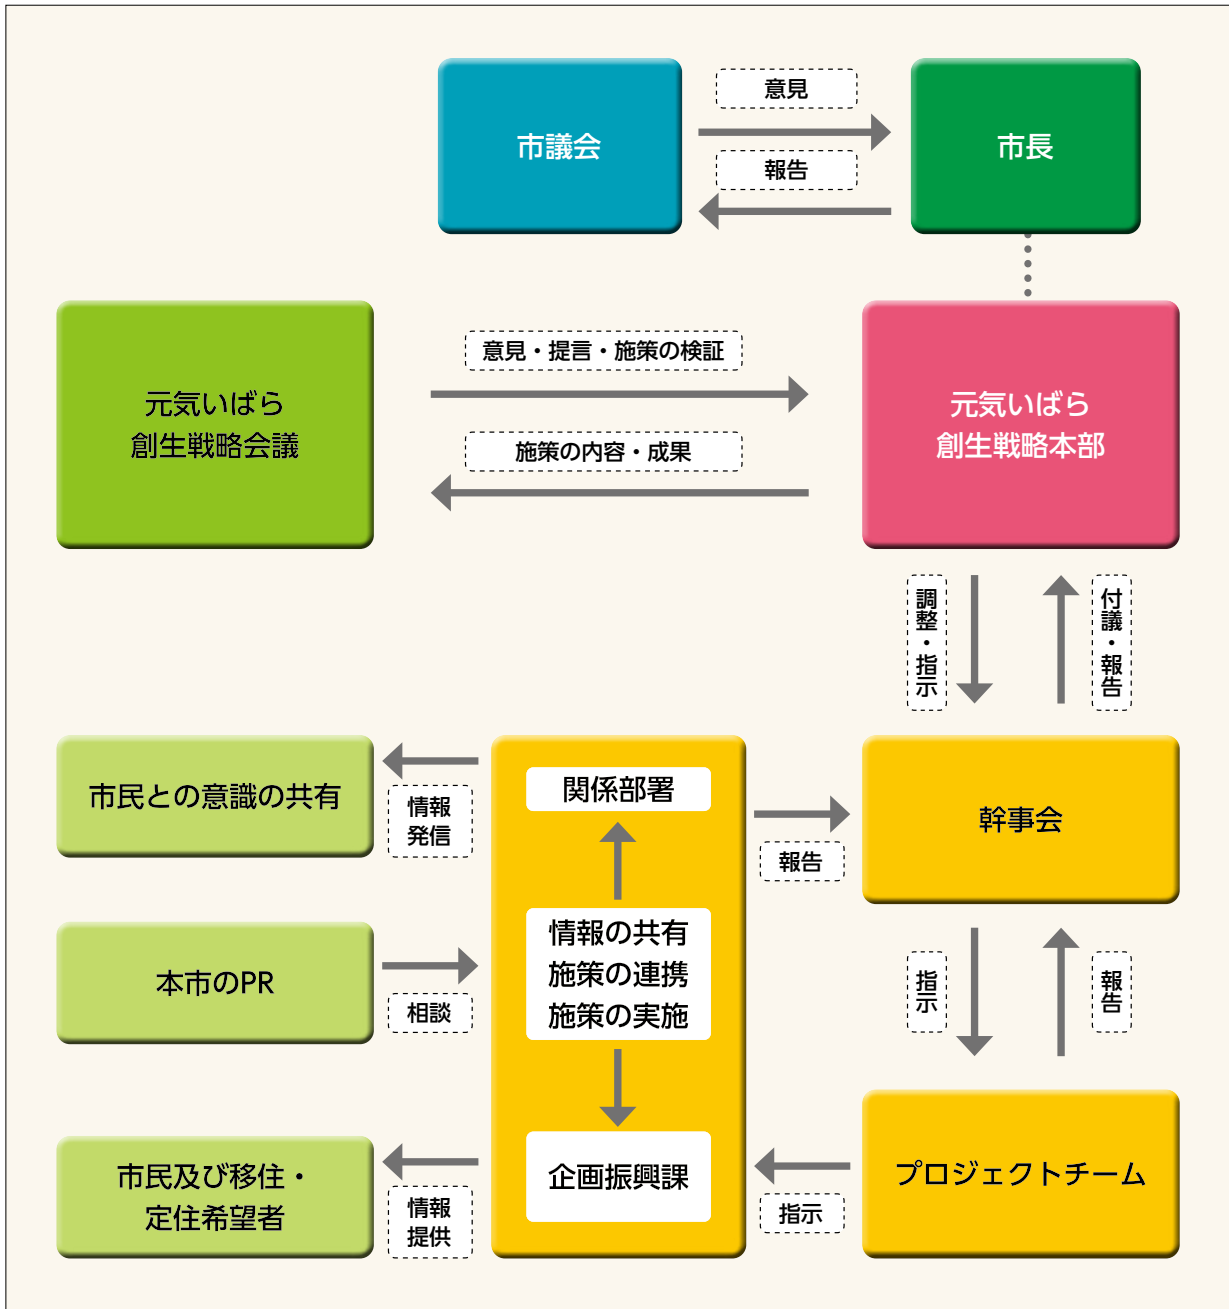 市議会
意見
報告
市長
元気いばら
創生戦略会議
意見・提言・施策の検証
施策の内容・成果
元気いばら
創生戦略本部
調整・指示
付議・報告
市民との意識の共有
情報
発信
関係部署
報告
幹事会
本市のPR
相談
情報の共有
施策の連携
施策の実施
指示
報告
市民及び移住・
定住希望者
情報
提供
企画振興課
指示
プロジェクトチーム